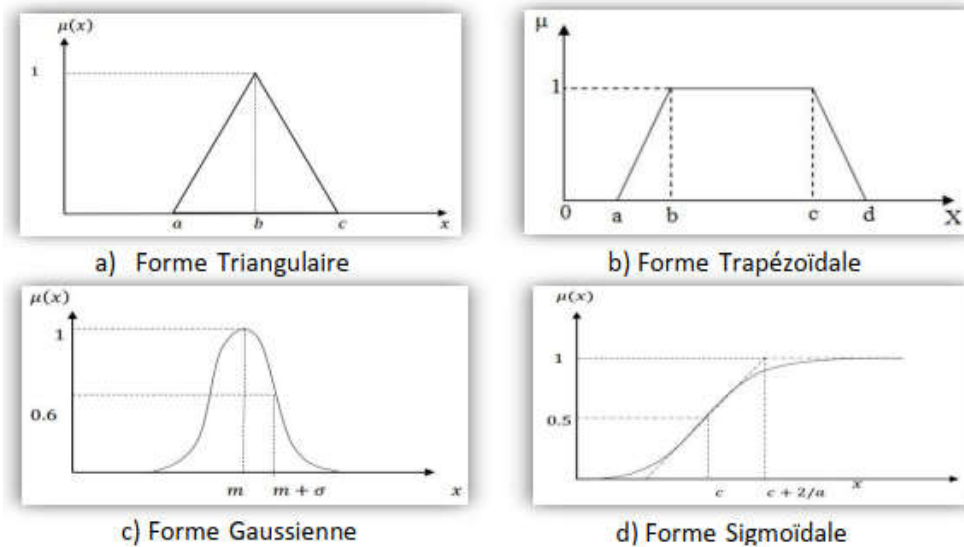 μ(x)
1
a
b
c
x
a) Forme Triangulaire
μ
1
0
a
b
c
d
X
b) Forme Trapézoïdale
μ(x)
1
0.6
m
m + σ
x
c) Forme Gaussienne
μ(x)
1
0.5
c
c + 2/a
x
d) Forme Sigmoïdale